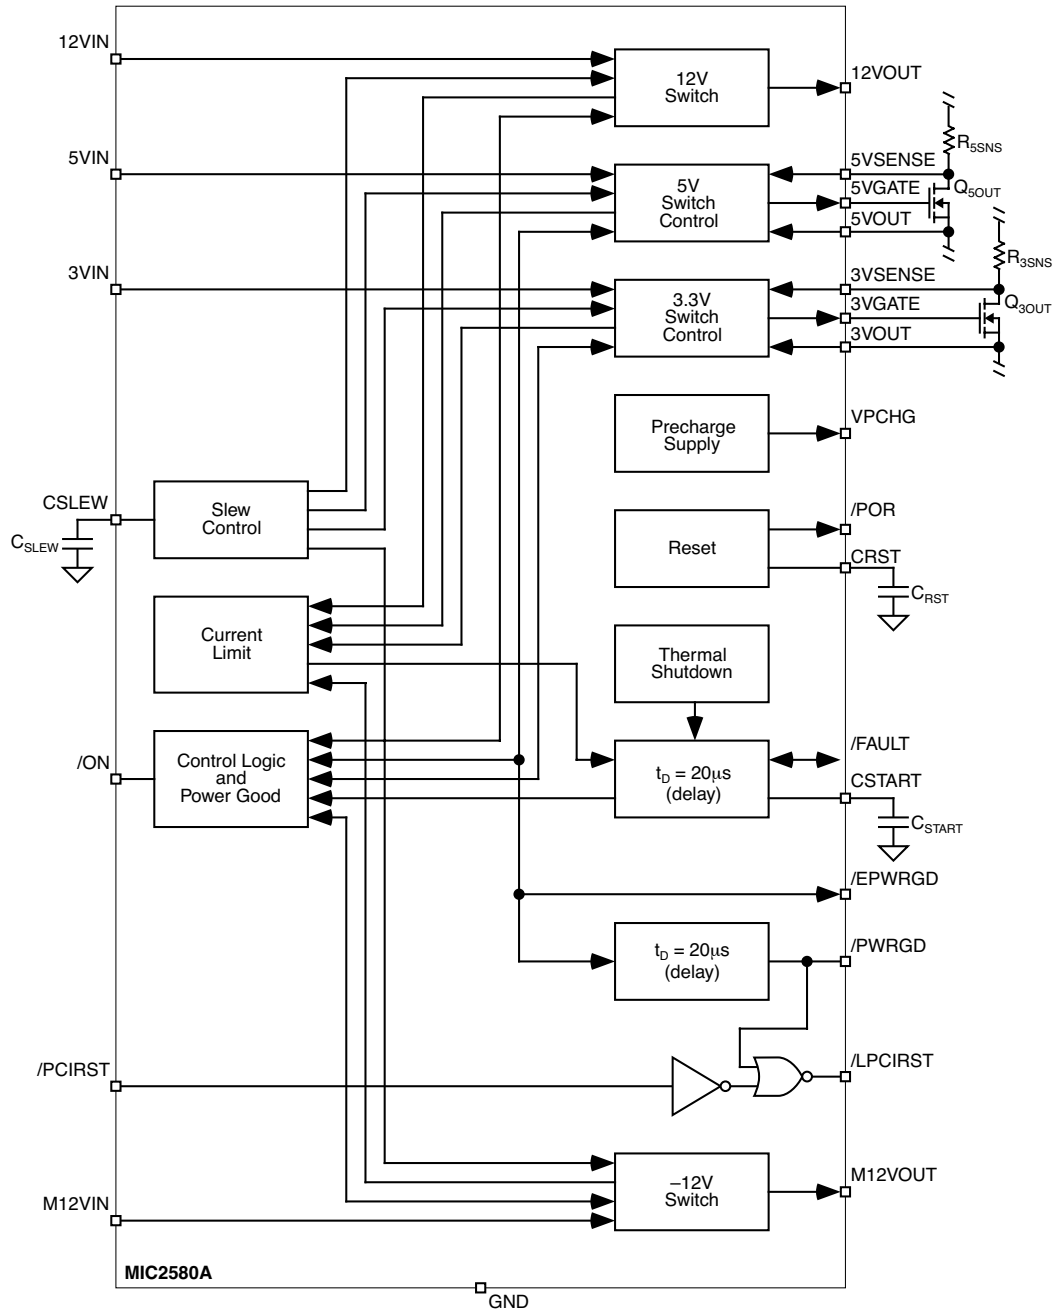 12VIN
12V
Switch
12VOUT
R5SNS
5VIN
5V
Switch
Control
5VSENSE
5VGATE
5VOUT
Q5OUT
R3SNS
3VIN
3.3V
Switch
Control
3VSENSE
3VGATE
3VOUT
Q3OUT
Precharge
Supply
VPCHG
CSLEW
CSLEW
Slew
Control
Reset
/POR
CRST
CRST
Current
Limit
Thermal
Shutdown
/ON
Control Logic
and
Power Good
tD = 20µs
(delay)
/FAULT
CSTART
CSTART
/EPWRGD
tD = 20µs
(delay)
/PWRGD
/PCIRST
/LPCIRST
M12VIN
–12V
Switch
M12VOUT
MIC2580A
GND